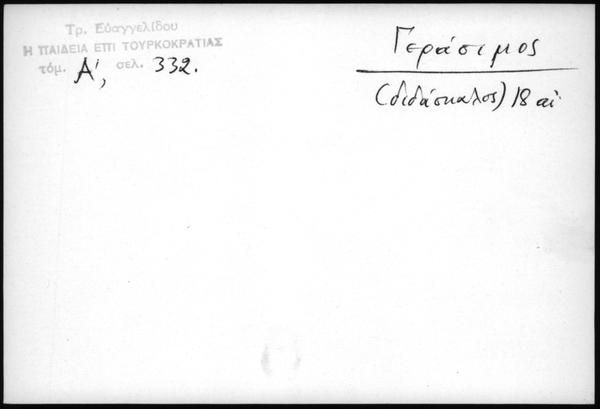 Τρ. Εὐαγγελίδου
Η ΠΑΙΔΕΙΑ ΕΠΙ ΤΟΥΡΚΟΚΡΑΤΙΑΣ
τόμ. Α', σελ. 332.
Γεράσιμος
(διδάσκαλος) 18 αἰ